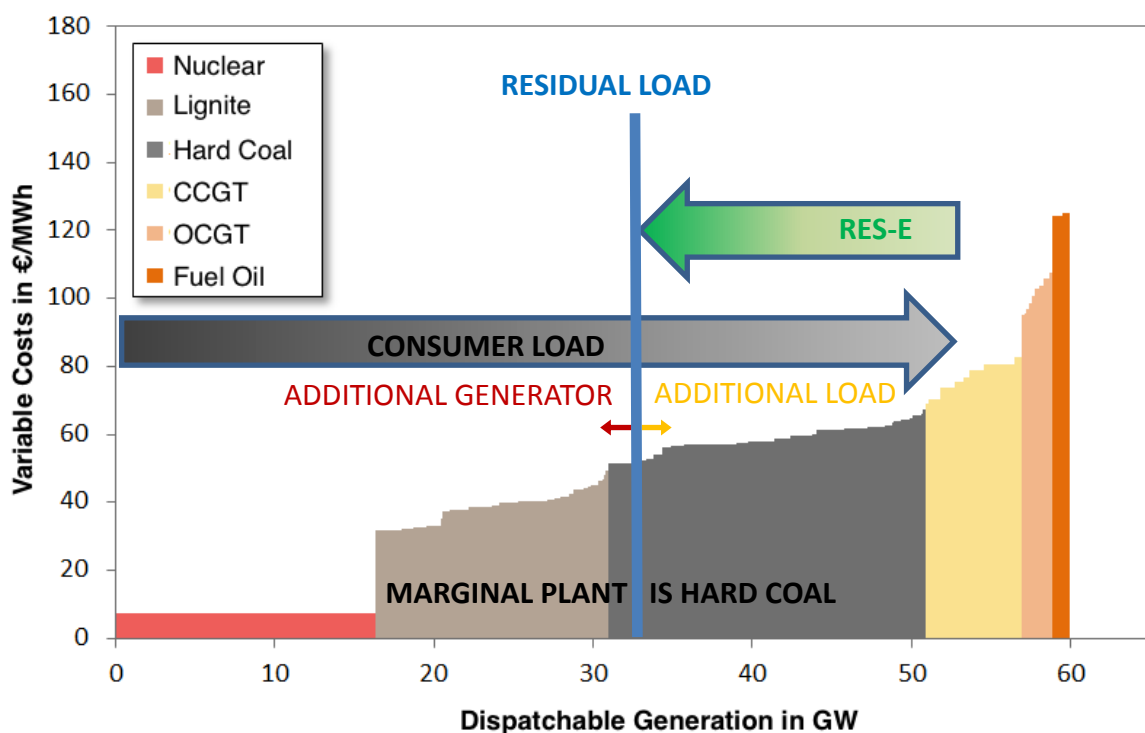 180
160
140
120
100
80
60
40
20
0
Variable Costs in €/MWh
Nuclear
Lignite
Hard Coal
CCGT
OCGT
Fuel Oil
RESIDUAL LOAD
RES-E
CONSUMER LOAD
ADDITIONAL GENERATOR
ADDITIONAL LOAD
MARGINAL PLANT IS HARD COAL
0 10 20 30 40 50 60
Dispatchable Generation in GW